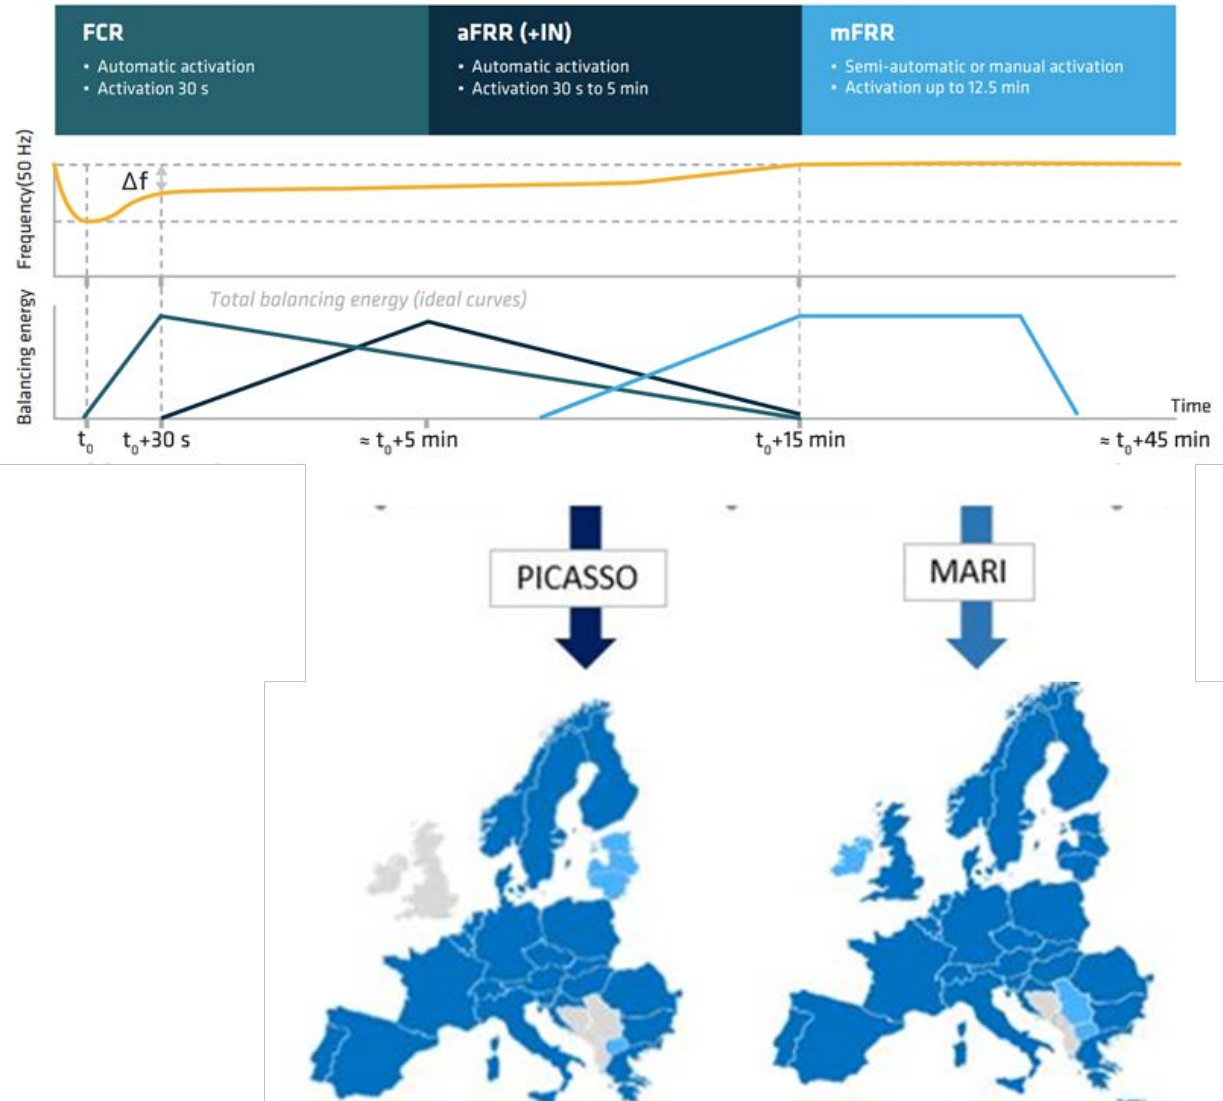 FCR
• Automatic activation
• Activation 30 s
aFRR (+IN)
• Automatic activation
• Activation 30 s to 5 min
mFRR
• Semi-automatic or manual activation
• Activation up to 12.5 min
Frequency(50 Hz)
Δf
Balancing energy
Total balancing energy (ideal curves)
Time
t0
t0+30 s
≈ t0+5 min
t0+15 min
≈ t0+45 min
PICASSO
MARI